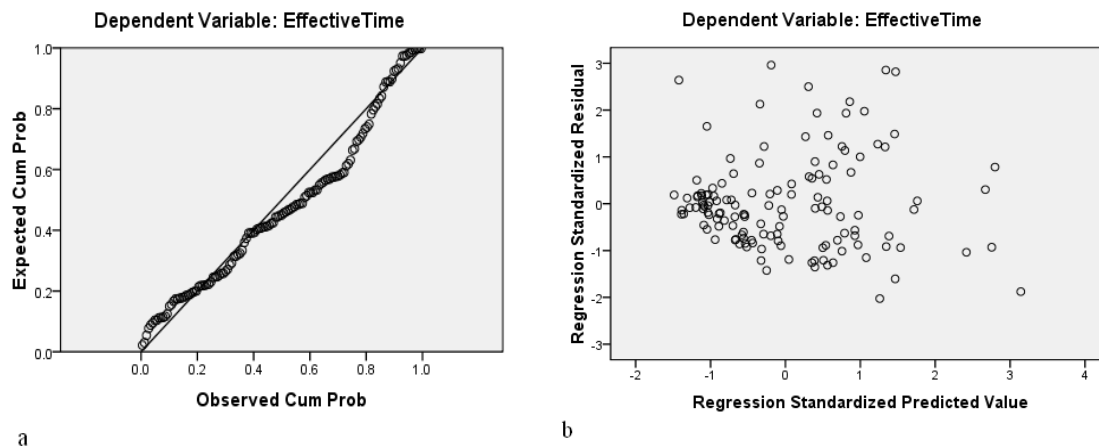 Dependent Variable: EffectiveTime
Expected Cum Prob
1.0
0.8
0.6
0.4
0.2
0.0
0.0 0.2 0.4 0.6 0.8 1.0
Observed Cum Prob
a
Dependent Variable: EffectiveTime
Regression Standardized Residual
3
2
1
0
-1
-2
-3
-2 -1 0 1 2 3 4
Regression Standardized Predicted Value
b